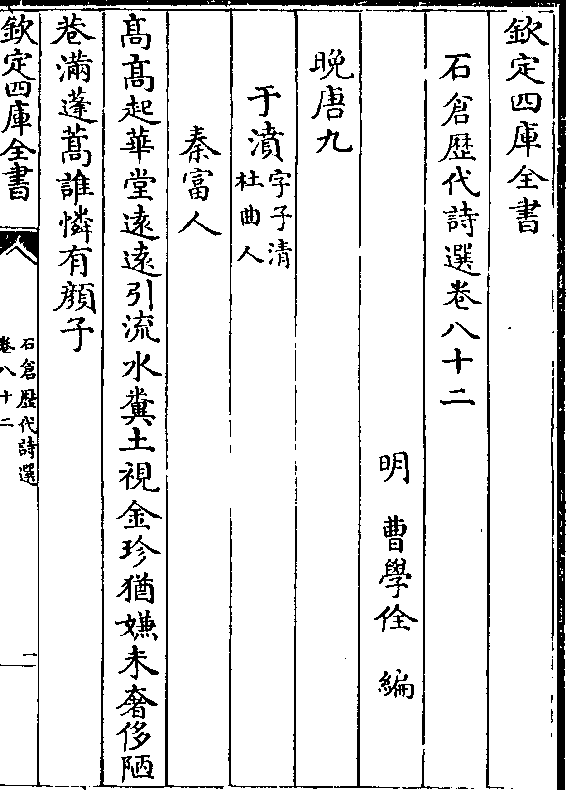 欽定四庫全書
石倉歷代詩選卷八十二
明　曹學佺　編
晚唐九
于濆字子清
杜曲人
秦富人
髙髙起華堂逺逺引流水糞土視金珍猶嫌未奢侈陋
巷滿蓬蒿誰憐有顔子
欽定四庫全書
石倉歷代詩選
卷八十二
一